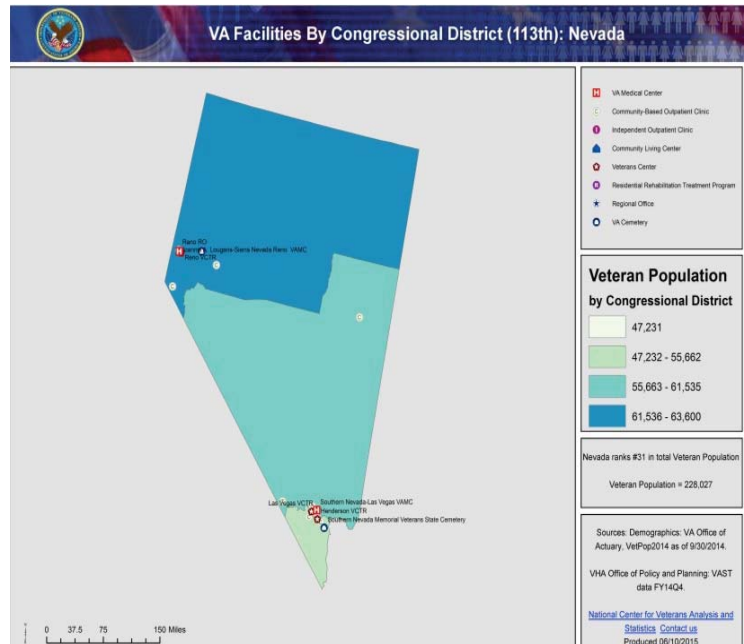 VA Facilities By Congressional District (113th): Nevada
VA Medical Center
Community-Based Outpatient Clinic
Independent Outpatient Clinic
Community Living Center
Veterans Center
Residential Rehabilitation Treatment Program
Regional Office
VA Cemetery
Reno RO
Lougene-Sierra Nevada Reno VAMC
Reno VCTR
Veteran Population
by Congressional District
47,231
47,232 - 55,662
55,663 - 61,535
61,536 - 63,600
Nevada ranks #31 in total Veteran Population
Veteran Population = 228,027
Las Vegas VCTR
Southern Nevada-Las Vegas VAMC
Henderson VCTR
Southern Nevada Memorial Veterans State Cemetery
Sources: Demographics: VA Office of
Actuary, VetPop2014 as of 9/30/2014.
VHA Office of Policy and Planning: VAST
data FY14Q4.
National Center for Veterans Analysis and
Statistics Contact us
Produced 06/10/2015
0 37.5 75 150 Miles